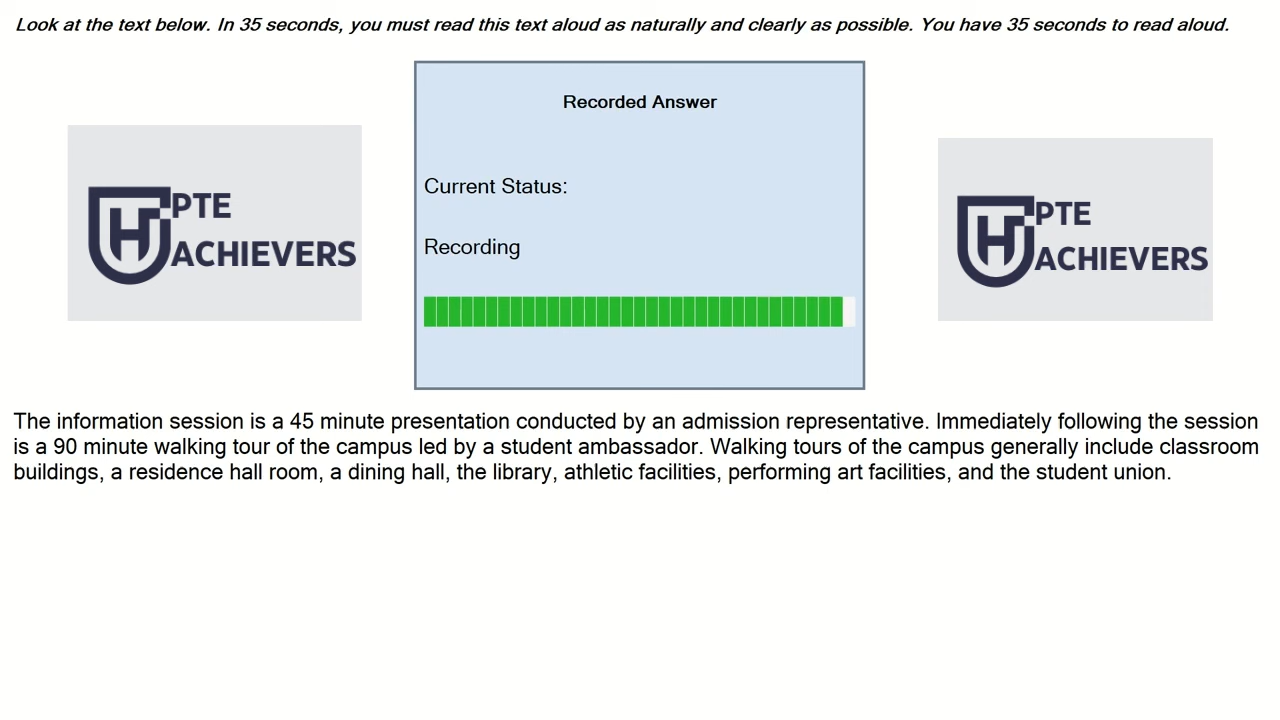 Look at the text below. In 35 seconds, you must read this text aloud as naturally and clearly as possible. You have 35 seconds to read aloud.
Recorded Answer
PTE
ACHIEVERS
Current Status:
Recording
PTE
ACHIEVERS
The information session is a 45 minute presentation conducted by an admission representative. Immediately following the session
is a 90 minute walking tour of the campus led by a student ambassador. Walking tours of the campus generally include classroom
buildings, a residence hall room, a dining hall, the library, athletic facilities, performing art facilities, and the student union.